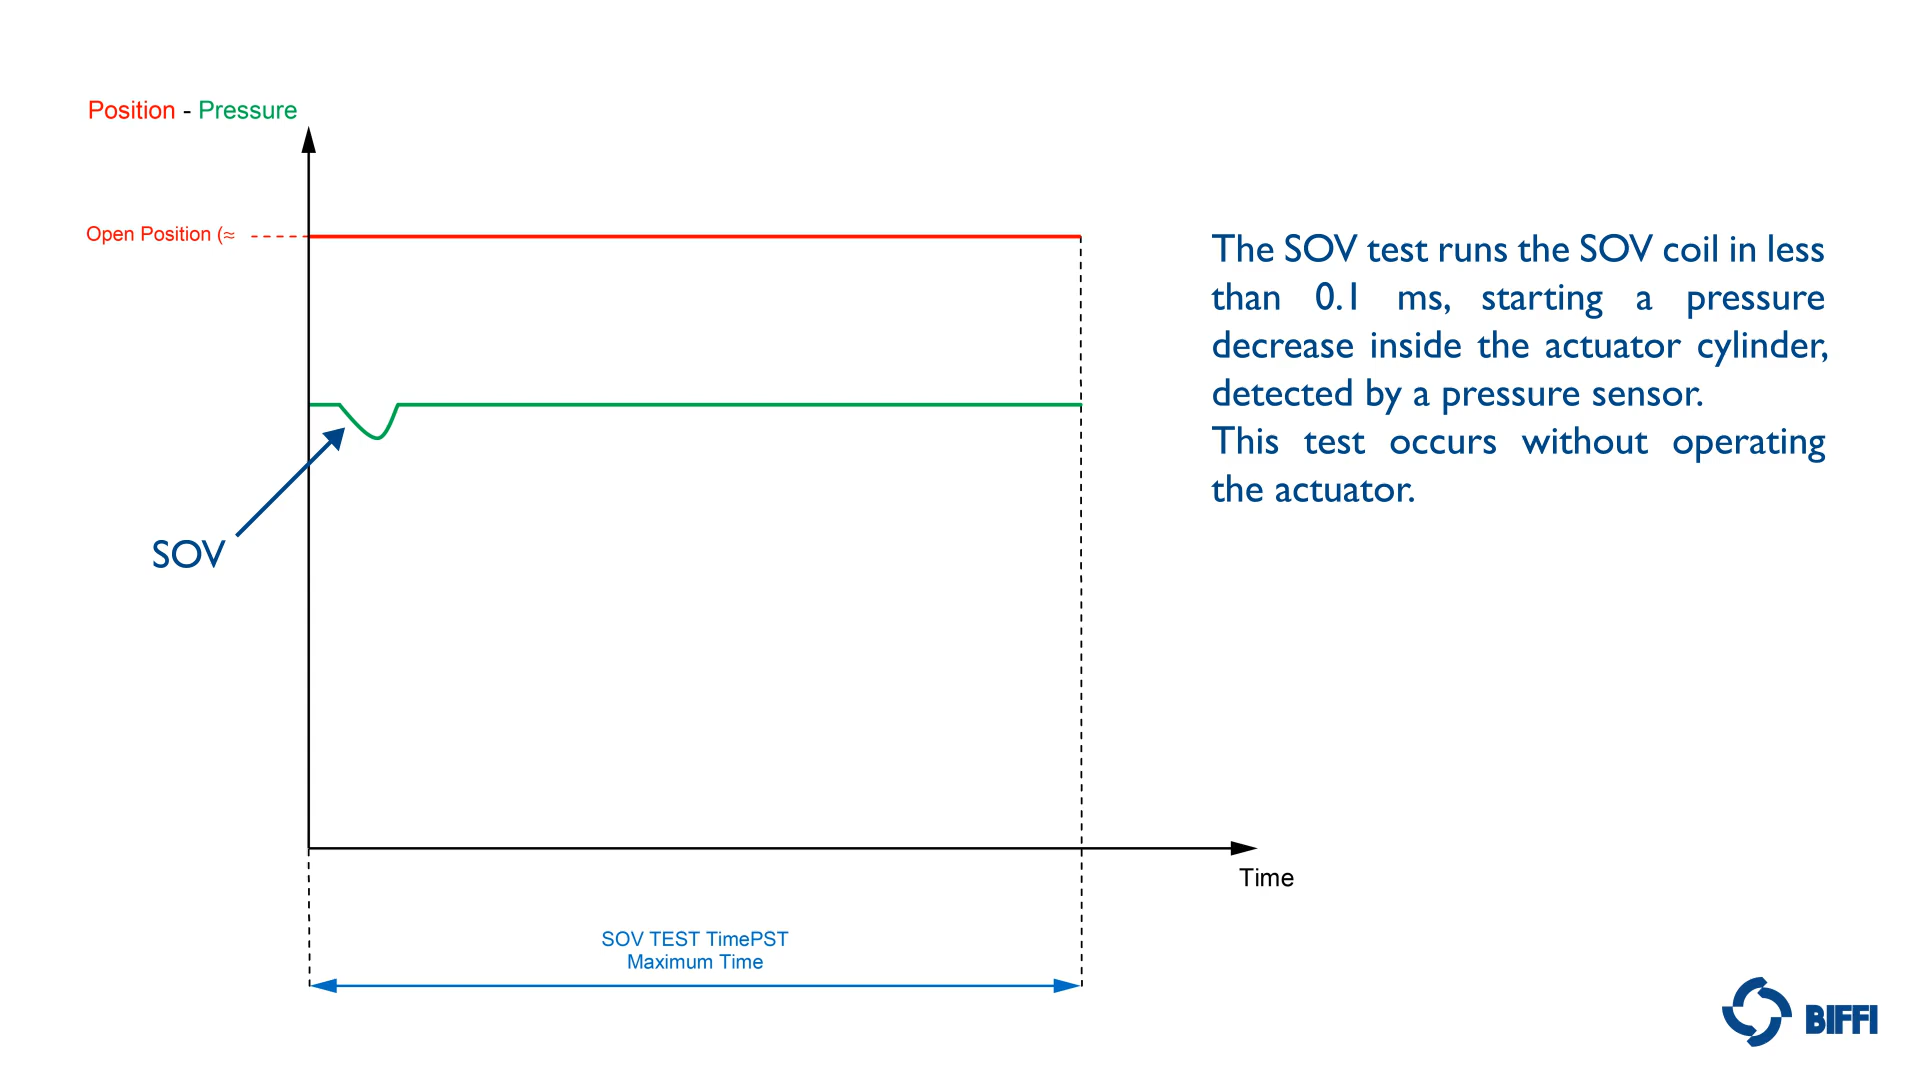 Position - Pressure
Open Position (≈
The SOV test runs the SOV coil in less
than 0.1 ms, starting a pressure
decrease inside the actuator cylinder,
detected by a pressure sensor.
This test occurs without operating
the actuator.
SOV
Time
SOV TEST TimePST
Maximum Time
BIFFI